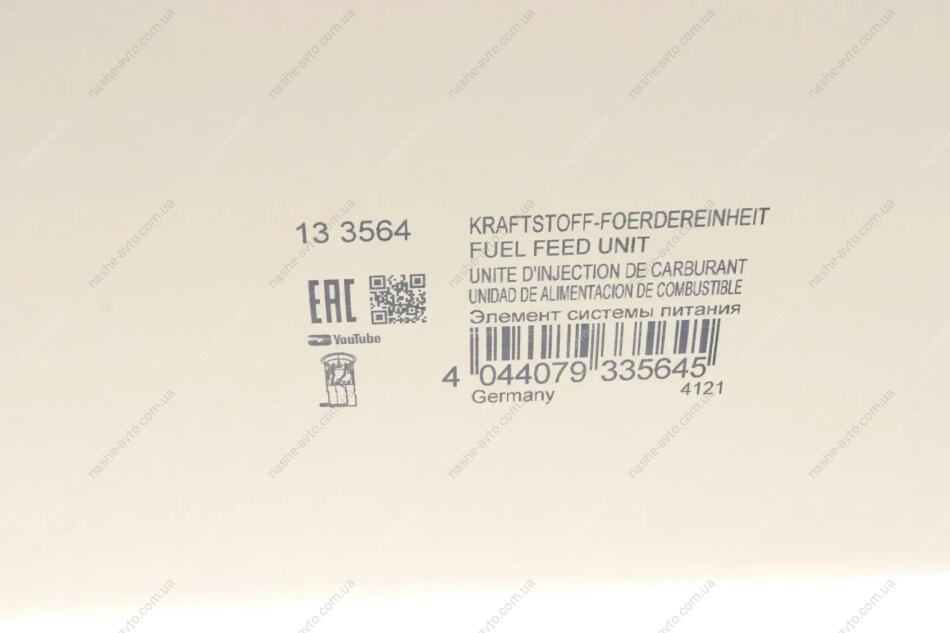 13 3564
KRAFTSTOFF-FOERDEREINHEIT
FUEL FEED UNIT
UNITE D'INJECTION DE CARBURANT
UNIDAD DE ALIMENTACION DE COMBUSTIBLE
Элемент системы питания
EAC
YouTube
12
4 044079 335645
Germany
4121
nashe-avto.com.ua